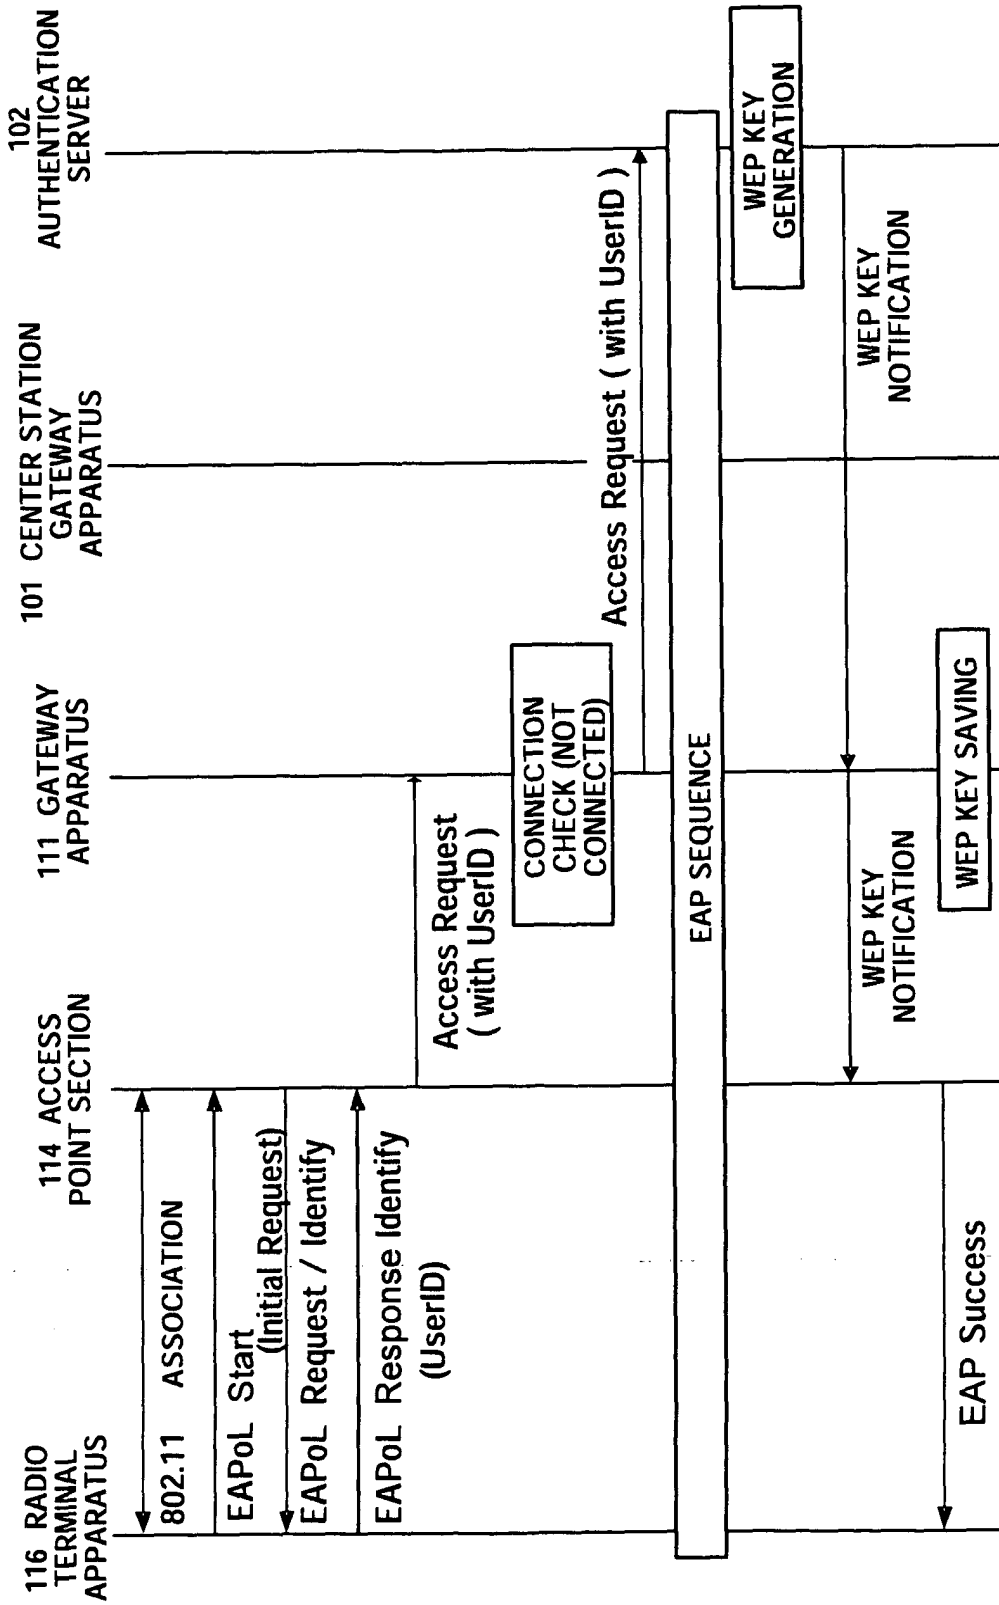 116 RADIO
TERMINAL
APPARATUS
114 ACCESS
POINT SECTION
111 GATEWAY
APPARATUS
101 CENTER STATION
GATEWAY
APPARATUS
102
AUTHENTICATION
SERVER
802.11 ASSOCIATION
EAPoL Start
(Initial Request)
EAPoL Request / Identify
EAPoL Response Identify
(UserID)
Access Request
( with UserID )
CONNECTION
CHECK (NOT
CONNECTED)
Access Request ( with UserID )
EAP SEQUENCE
WEP KEY
GENERATION
WEP KEY
NOTIFICATION
WEP KEY
NOTIFICATION
WEP KEY SAVING
EAP Success